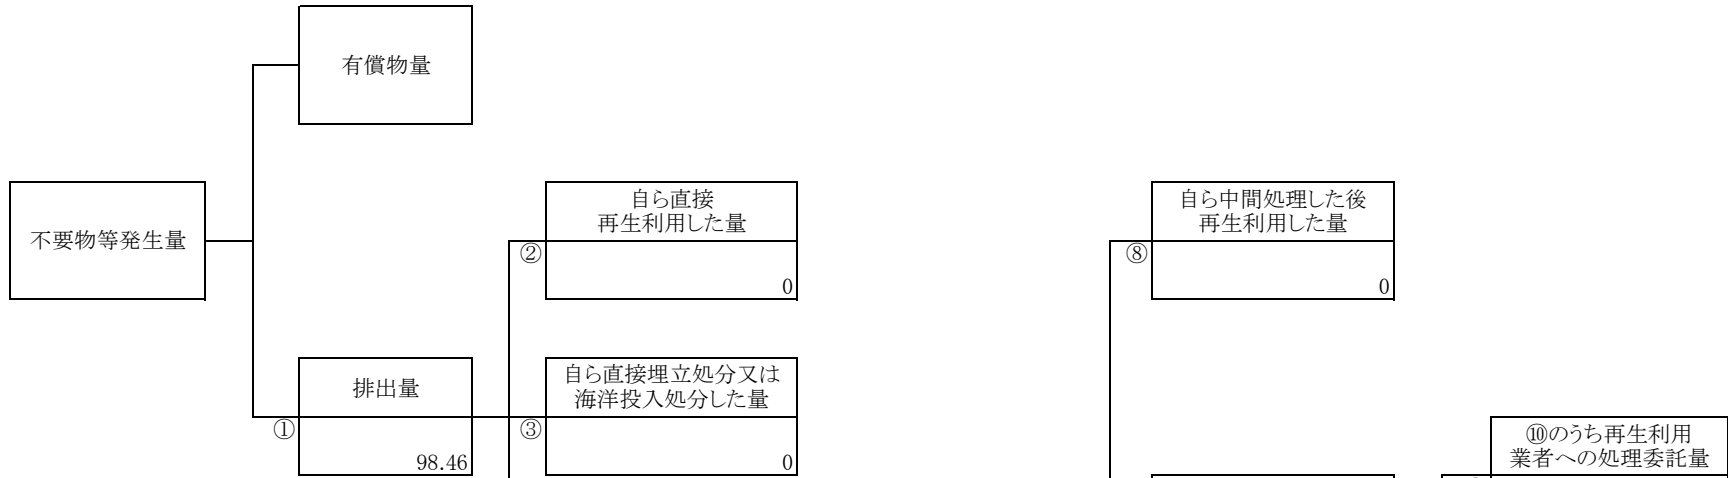 有償物量
不要物等発生量
自ら直接
再生利用した量
②
0
自ら中間処理した後
再生利用した量
⑧
0
排出量
①
98.46
自ら直接埋立処分又は
海洋投入処分した量
③
0
⑩のうち再生利用
業者への処理委託量